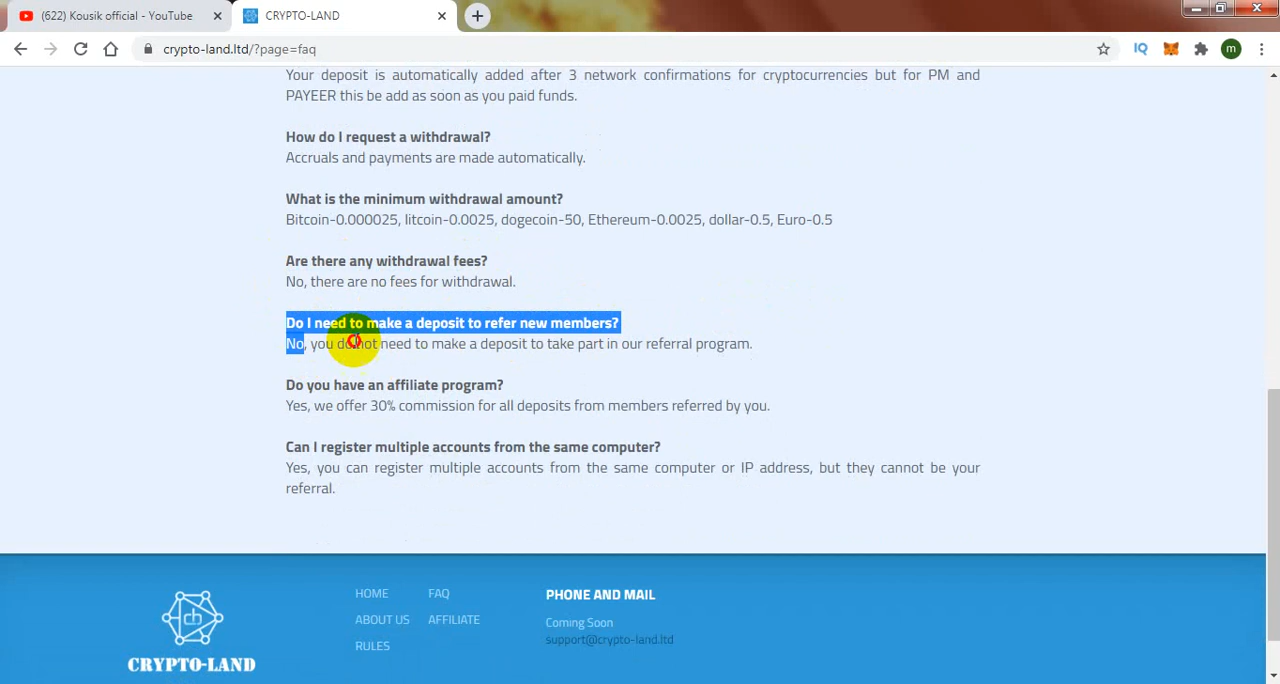 (622) Kousik official - YouTube
CRYPTO-LAND
crypto-land.ltd/?page=faq
IQ
m
Your deposit is automatically added after 3 network confirmations for cryptocurrencies but for PM and
PAYEER this be add as soon as you paid funds.
How do I request a withdrawal?
Accruals and payments are made automatically.
What is the minimum withdrawal amount?
Bitcoin-0.000025, litcoin-0.0025, dogecoin-50, Ethereum-0.0025, dollar-0.5, Euro-0.5
Are there any withdrawal fees?
No, there are no fees for withdrawal.
Do I need to make a deposit to refer new members?
No, you do not need to make a deposit to take part in our referral program.
Do you have an affiliate program?
Yes, we offer 30% commission for all deposits from members referred by you.
Can I register multiple accounts from the same computer?
Yes, you can register multiple accounts from the same computer or IP address, but they cannot be your
referral.
HOME FAQ PHONE AND MAIL
ABOUT US AFFILIATE Coming Soon
RULES support@crypto-land.ltd
CRYPTO-LAND